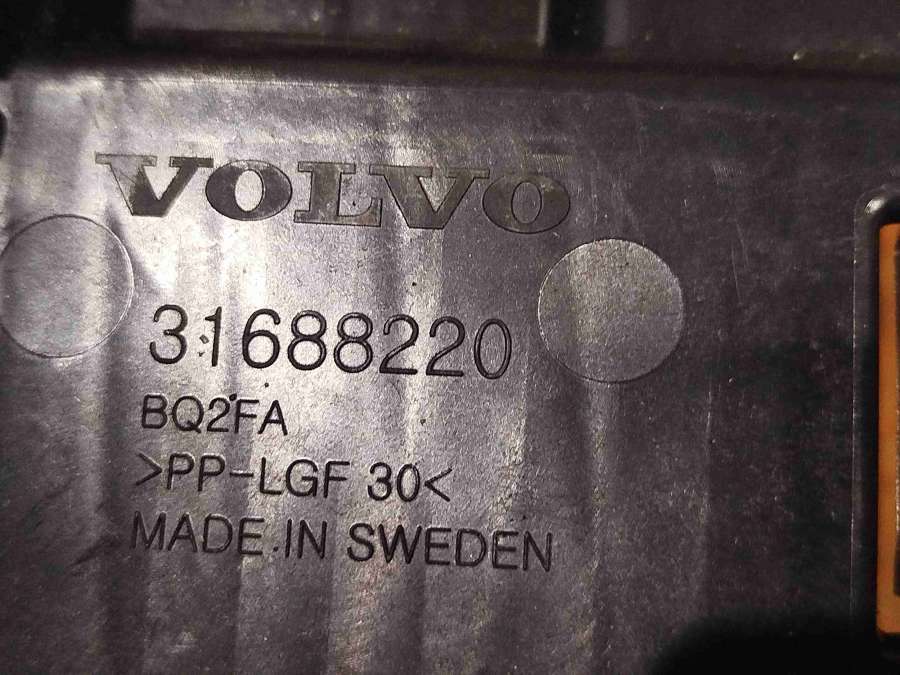 VOLVO
31688220
BQ2FA
>PP-LGF 30<
MADE IN SWEDEN